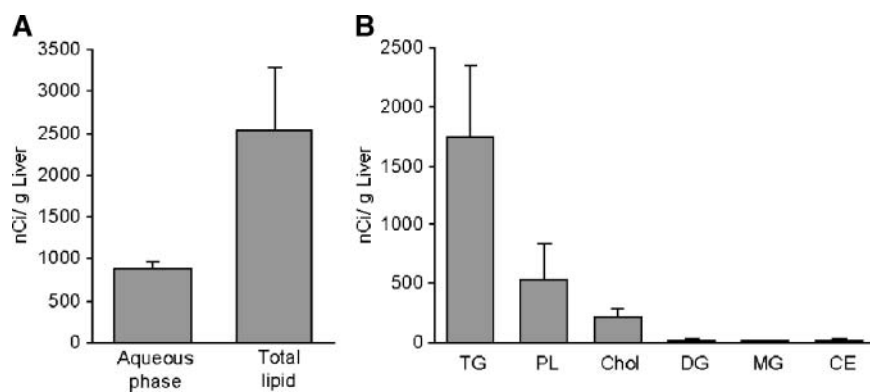 A
3500
3000
2500
2000
1500
1000
500
0
nCi/ g Liver
Aqueous phase
Total lipid
B
2500
2000
1500
1000
500
0
nCi/ g Liver
TG PL Chol DG MG CE